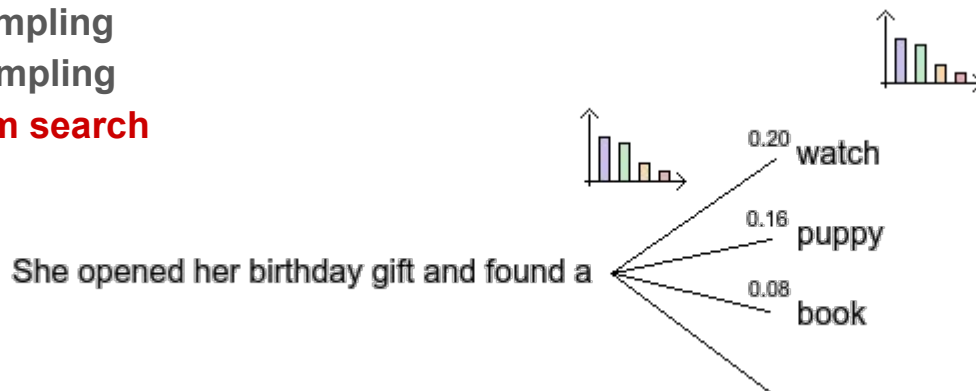 mpling
mpling
m search
0.20 watch
0.16 puppy
She opened her birthday gift and found a
0.08 book